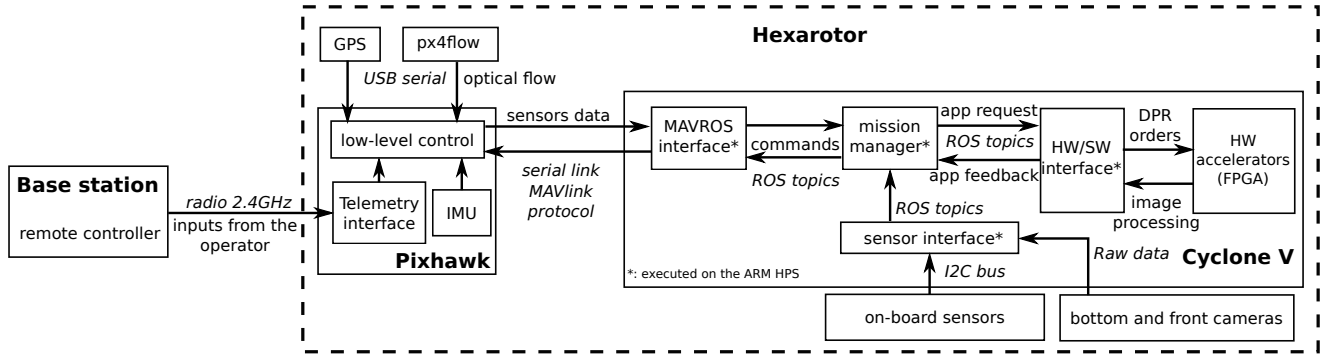 Hexarotor
GPS
px4flow
USB serial
optical flow
low-level control
Telemetry
interface
IMU
Pixhawk
Base station
remote controller
radio 2.4GHz
inputs from the
operator
sensors data
serial link
MAVlink
protocol
MAVROS
interface*
commands
ROS topics
mission
manager*
app request
ROS topics
app feedback
HW/SW
interface*
DPR
orders
image
processing
HW
accelerators
(FPGA)
ROS topics
sensor interface*
I2C bus
Raw data
Cyclone V
*: executed on the ARM HPS
on-board sensors
bottom and front cameras